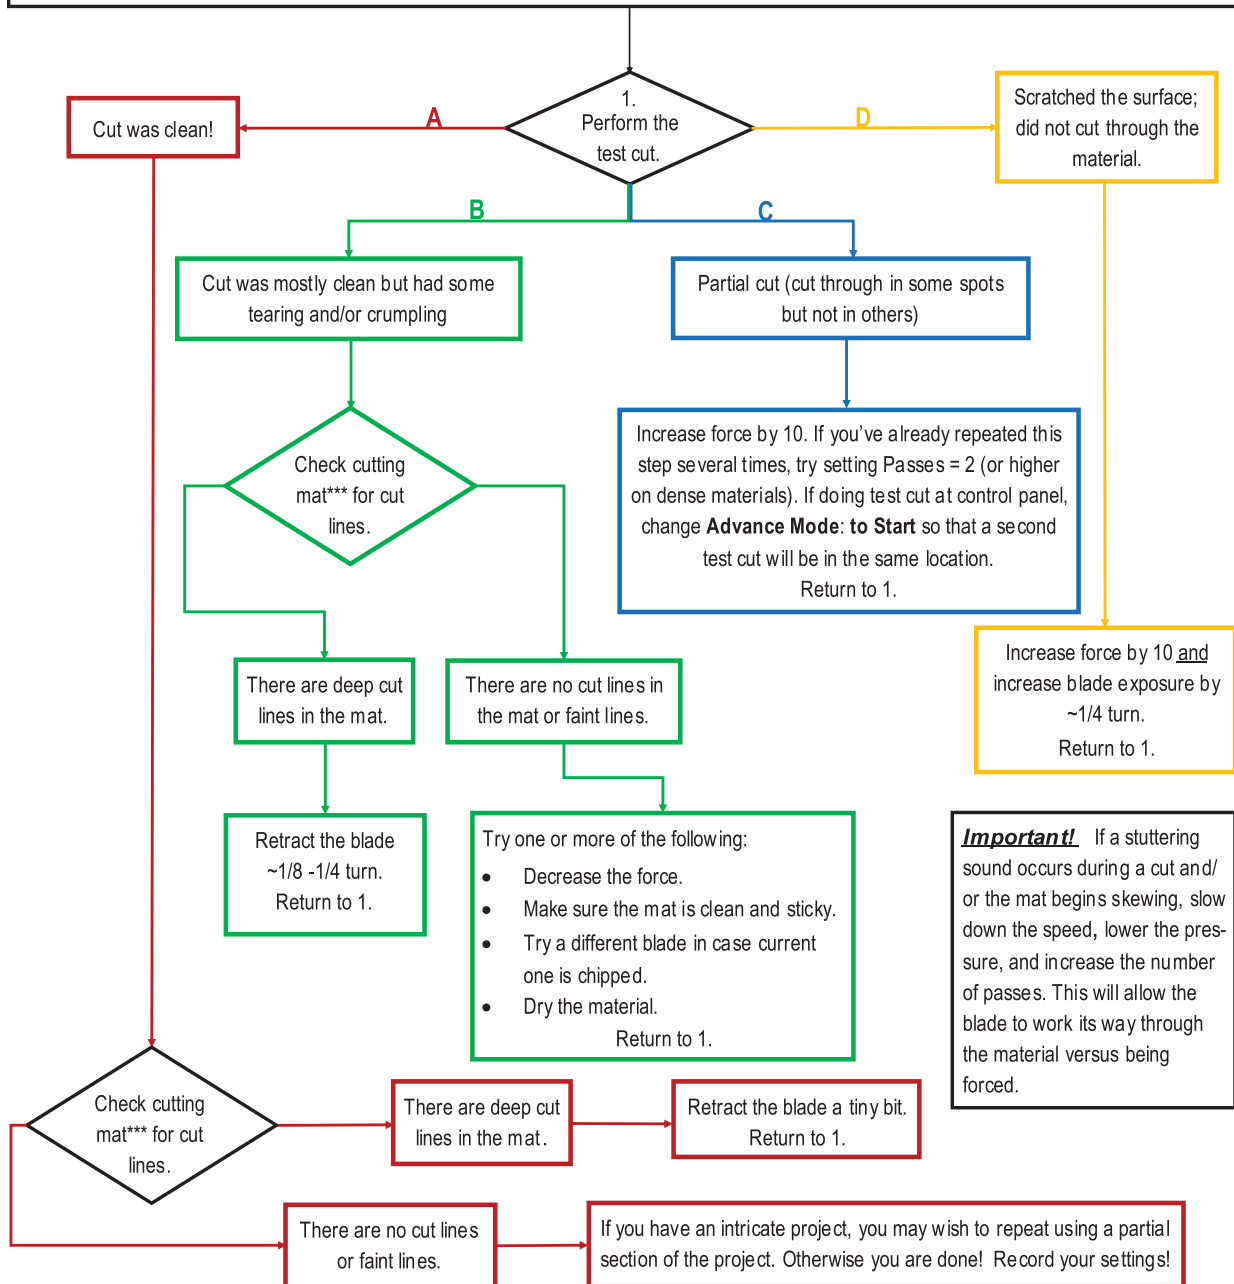 1.
Perform the
test cut.
A
Cut was clean!
D
Scratched the surface;
did not cut through the
material.
B
C
Cut was mostly clean but had some
tearing and/or crumpling
Partial cut (cut through in some spots
but not in others)
Check cutting
mat*** for cut
lines.
Increase force by 10. If you've already repeated this
step several times, try setting Passes = 2 (or higher
on dense materials). If doing test cut at control panel,
change Advance Mode: to Start so that a second
test cut will be in the same location.
Return to 1.
There are deep cut
lines in the mat.
There are no cut lines in
the mat or faint lines.
Increase force by 10 and
increase blade exposure by
~1/4 turn.
Return to 1.
Retract the blade
~1/8 -1/4 turn.
Return to 1.
Try one or more of the following:
• Decrease the force.
• Make sure the mat is clean and sticky.
• Try a different blade in case current
one is chipped.
• Dry the material.
Return to 1.
Important! If a stuttering
sound occurs during a cut and/
or the mat begins skewing, slow
down the speed, lower the pres-
sure, and increase the number
of passes. This will allow the
blade to work its way through
the material versus being
forced.
Check cutting
mat*** for cut
lines.
There are deep cut
lines in the mat.
Retract the blade a tiny bit.
Return to 1.
There are no cut lines
or faint lines.
If you have an intricate project, you may wish to repeat using a partial
section of the project. Otherwise you are done! Record your settings!